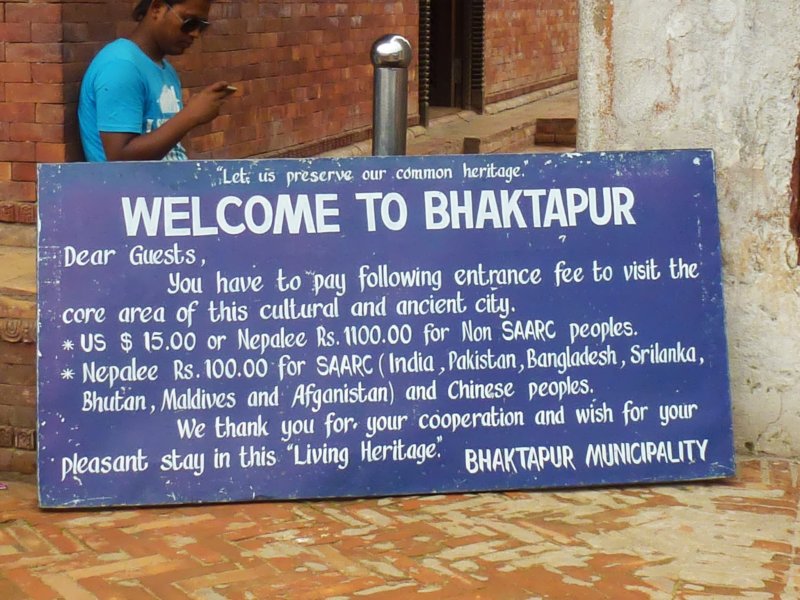 "Let us preserve our common heritage."
WELCOME TO BHAKTAPUR
Dear Guests,
You have to pay following entrance fee to visit the
core area of this cultural and ancient city.
* US $ 15.00 or Nepalee Rs. 1100.00 for Non SAARC peoples.
* Nepalee Rs. 100.00 for SAARC (India, Pakistan, Bangladesh, Srilanka,
Bhutan, Maldives and Afganistan) and Chinese peoples.
We thank you for your cooperation and wish for your
pleasant stay in this "Living Heritage".
BHAKTAPUR MUNICIPALITY